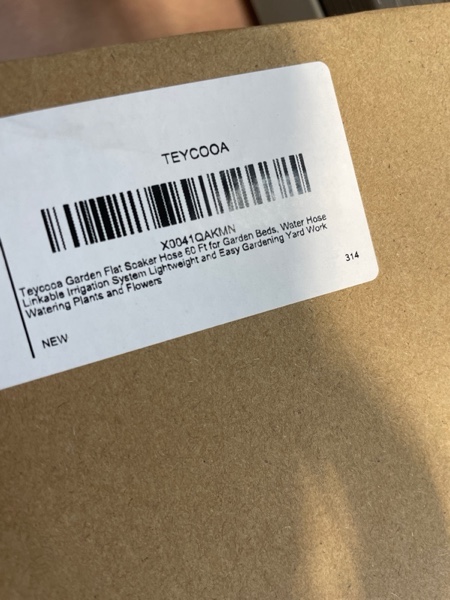 TEYCOOA
X0041QAKMN
Teycooa Garden Flat Soaker Hose 60 Ft for Garden Beds, Water Hose
Linkable Irrigation System Lightweight and Easy Gardening Yard Work
Watering Plants and Flowers
314
NEW